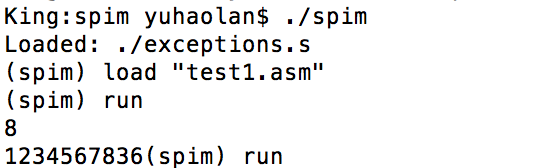 King:spim yuhaolan$ ./spim
Loaded: ./exceptions.s
(spim) load "test1.asm"
(spim) run
8
1234567836(spim) run